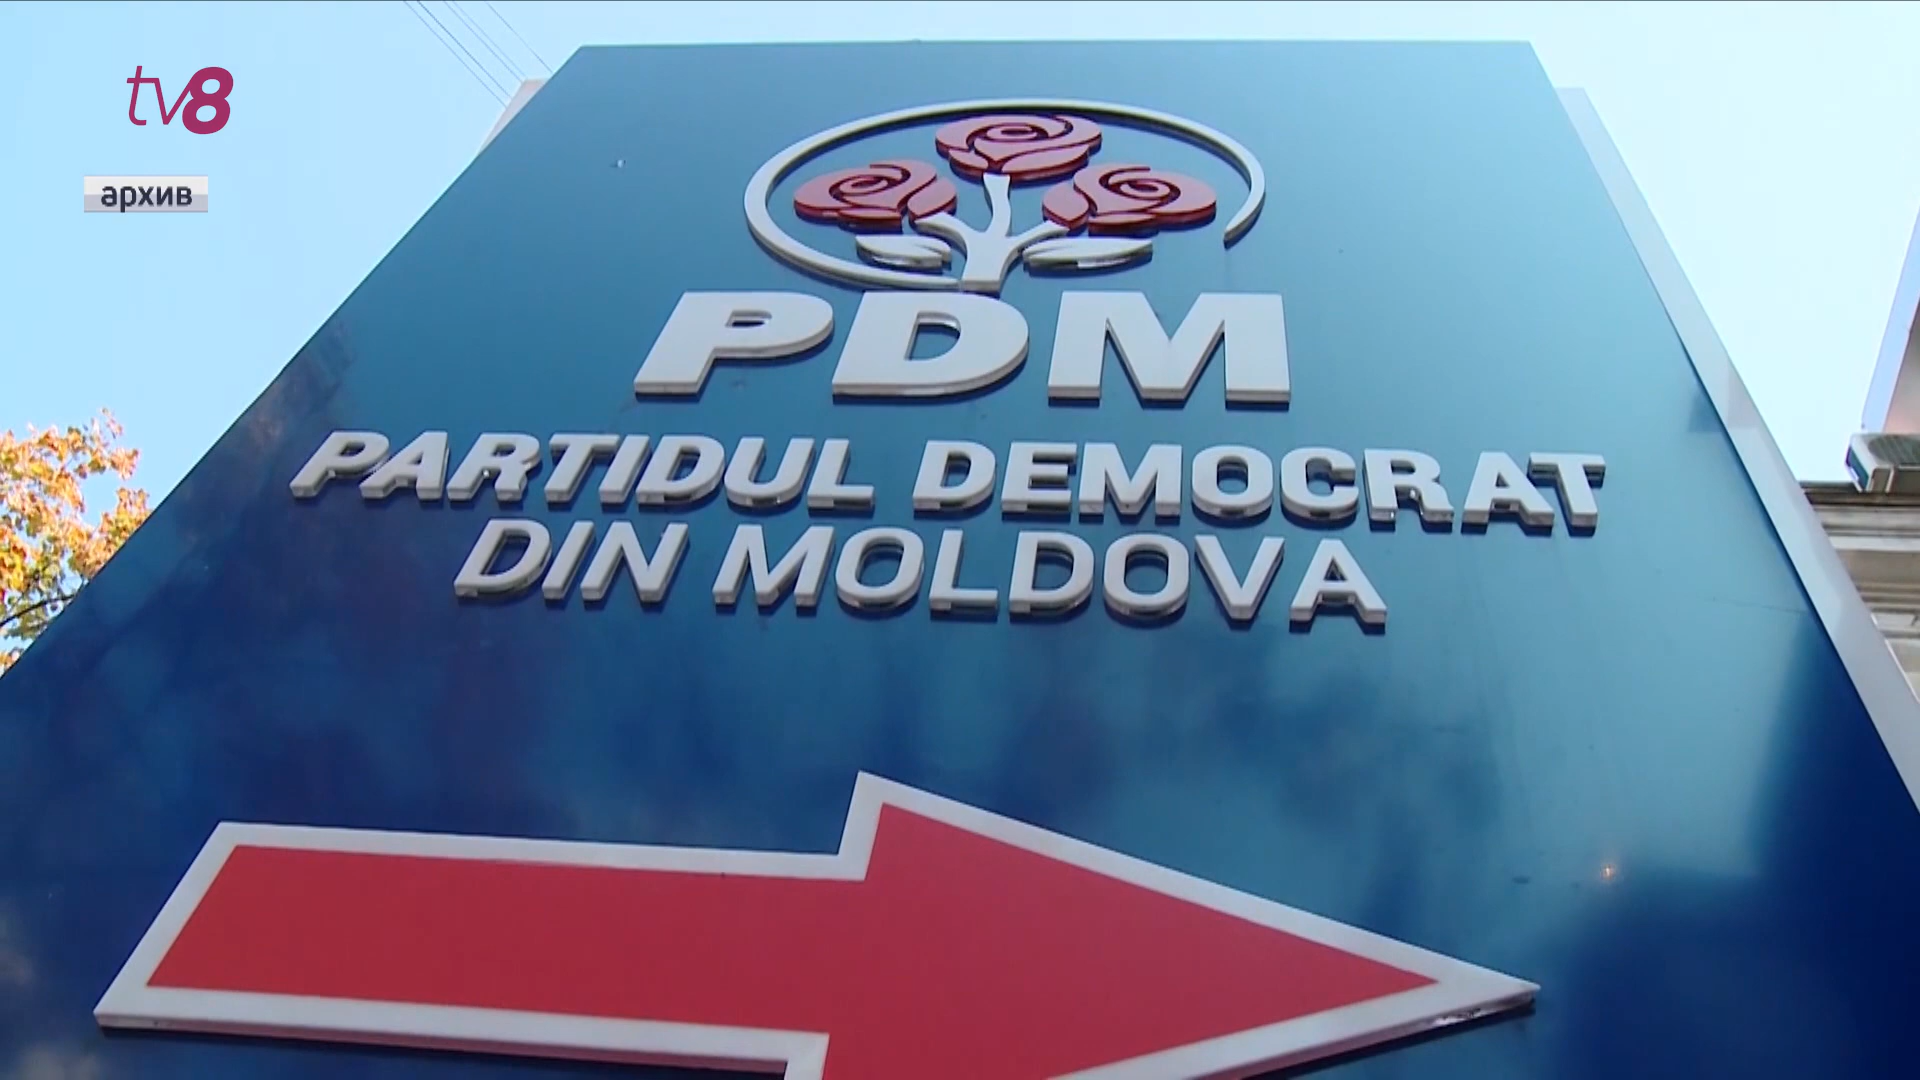 tv8
архив
PDM
PARTIDUL DEMOCRAT
DIN MOLDOVA